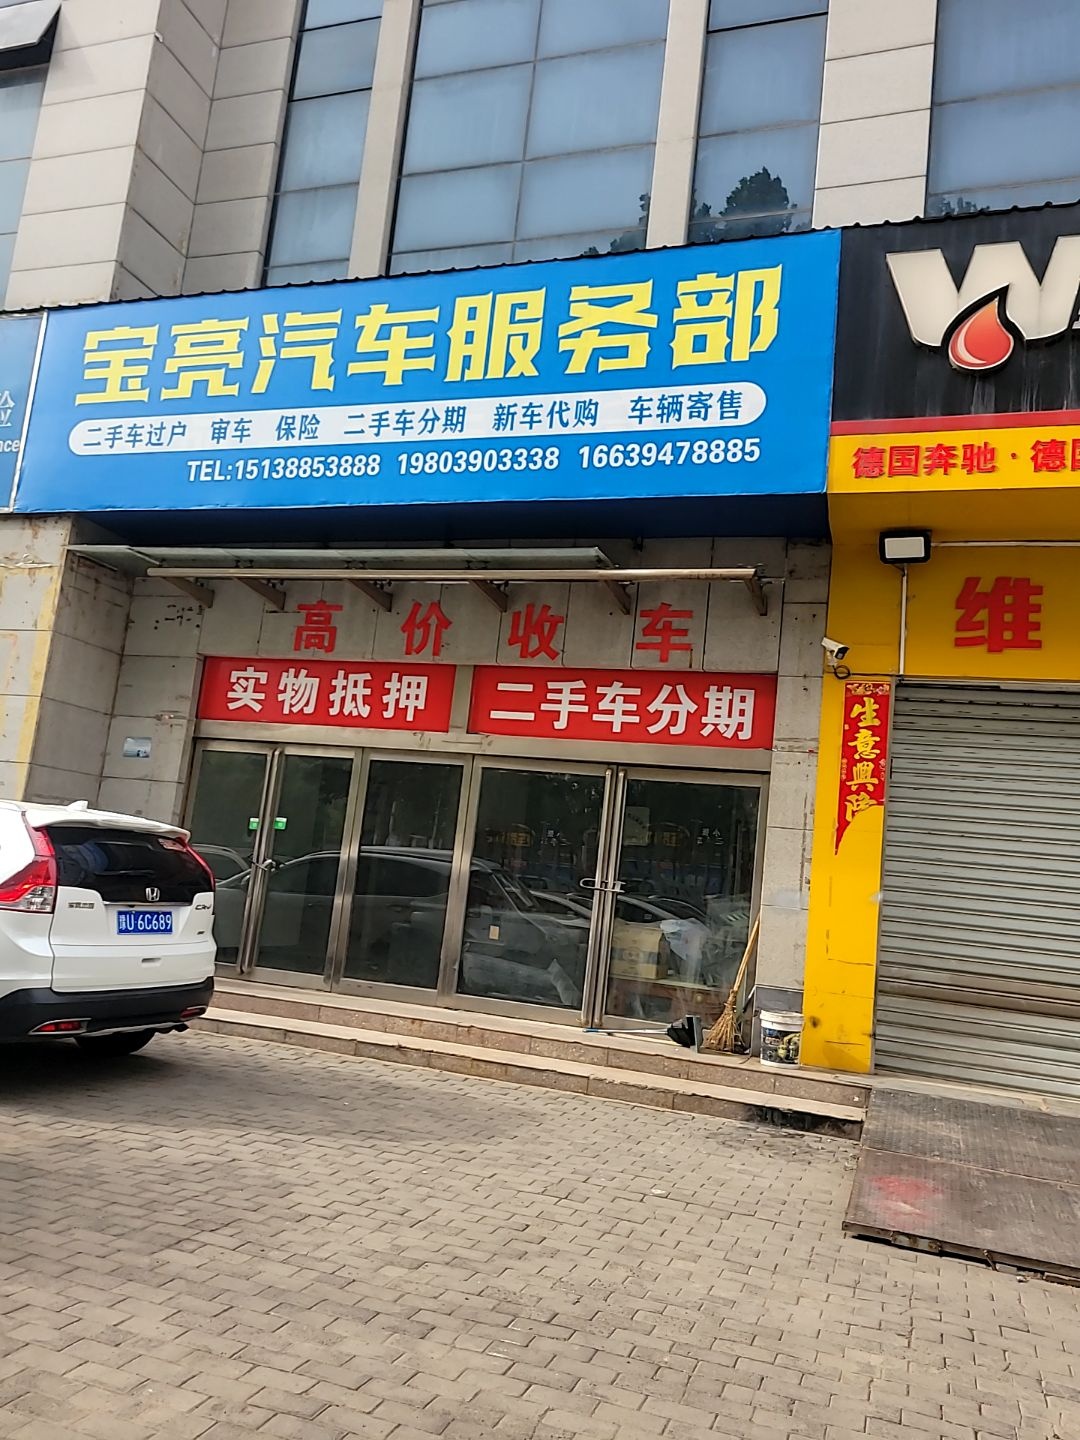 宝亮汽车服务部
二手车过户 审车 保险 二手车分期 新车代购 车辆寄售
TEL:15138853888 19803903338 16639478885
德国奔驰·德国
维
高价收车
实物抵押
二手车分期
生意興隆
豫U·6C689
CR-V